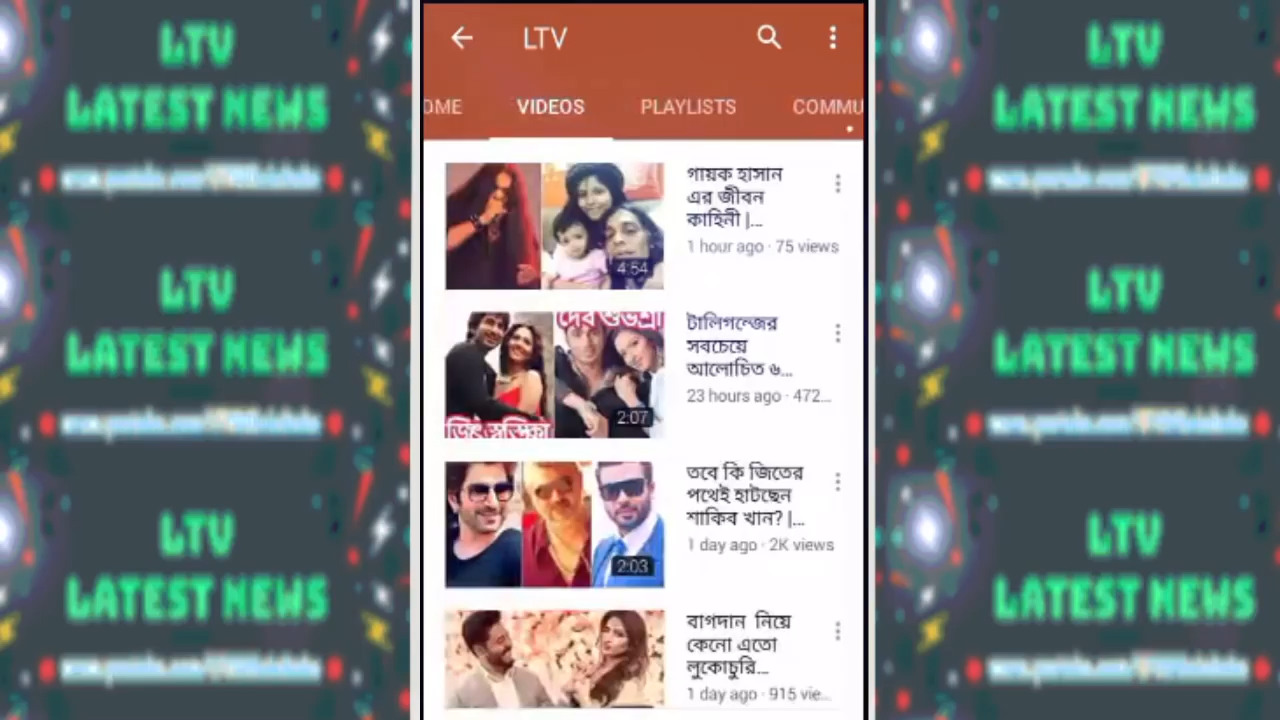 LTV
LATEST NEWS
LTV
LATEST NEWS
LTV
LATEST NEWS
LTV
OME VIDEOS PLAYLISTS COMMU
গায়ক হাসান
এর জীবন
কাহিনী |...
1 hour ago · 75 views
4:54
দেব শুভশ্রী
টালিগন্জের
সবচেয়ে
আলোচিত ৬...
23 hours ago · 472...
2:07
তবে কি জিতের
পথেই হাটছেন
শাকিব খান? |...
1 day ago · 2K views
2:03
বাগদান নিয়ে
কেনো এতো
লুকোচুরি...
1 day ago · 915 vie...
LTV
LATEST NEWS
LTV
LATEST NEWS
LTV
LATEST NEWS